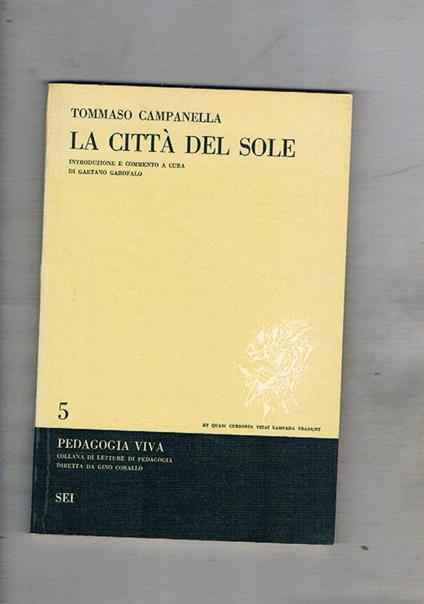 TOMMASO CAMPANELLA
LA CITTÀ DEL SOLE
INTRODUZIONE E COMMENTO A CURA
DI GAETANO GAROFALO
5
ET QUASI CURSORES VITAI LAMPADA TRADUNT
PEDAGOGIA VIVA
COLLANA DI LETTURE DI PEDAGOGIA
DIRETTA DA GINO CORALLO
SEI